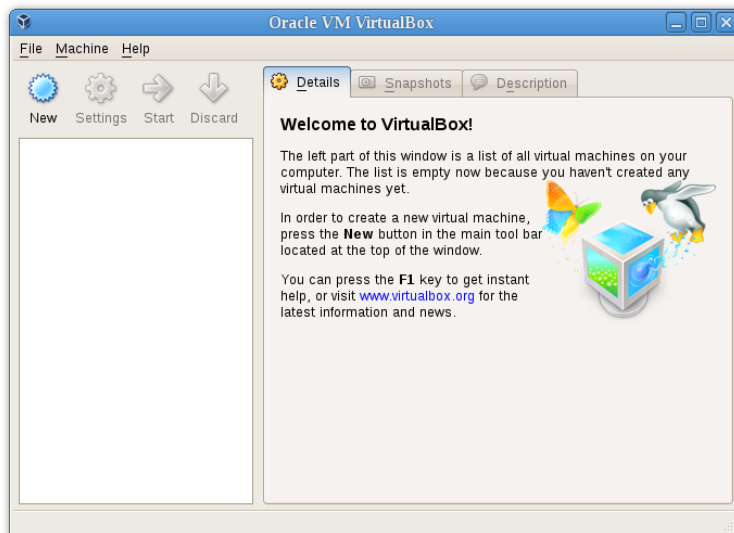 Oracle VM VirtualBox
File Machine Help
New Settings Start Discard
Details Snapshots Description
Welcome to VirtualBox!
The left part of this window is a list of all virtual machines on your
computer. The list is empty now because you haven't created any
virtual machines yet.
In order to create a new virtual machine,
press the New button in the main tool bar
located at the top of the window.
You can press the F1 key to get instant
help, or visit www.virtualbox.org for the
latest information and news.